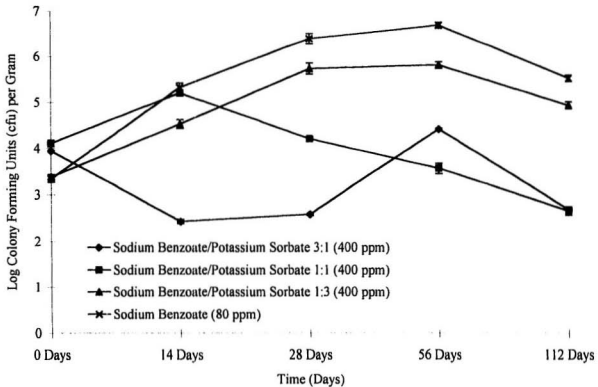 Log Colony Forming Units (cfu) per Gram
7
6
5
4
3
2
1
0
Sodium Benzoate/Potassium Sorbate 3:1 (400 ppm)
Sodium Benzoate/Potassium Sorbate 1:1 (400 ppm)
Sodium Benzoate/Potassium Sorbate 1:3 (400 ppm)
Sodium Benzoate (80 ppm)
0 Days 14 Days 28 Days 56 Days 112 Days
Time (Days)